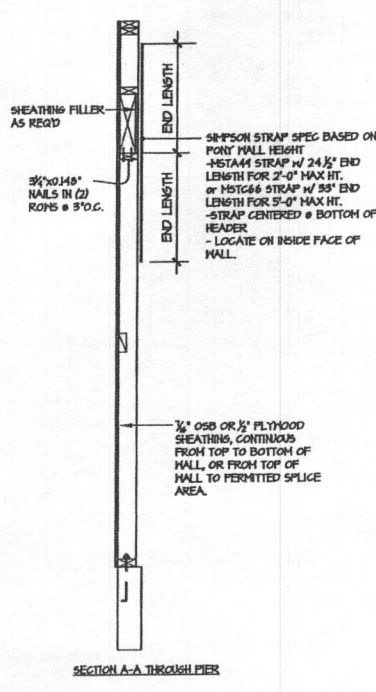 END LENGTH
SHEATHING FILLER
AS REQ'D
3¼"x0.148"
NAILS IN (2)
ROWS @ 3"O.C.
END LENGTH
SIMPSON STRAP SPEC BASED ON
PONY WALL HEIGHT
-MSTA44 STRAP W/ 24½" END
LENGTH FOR 2'-0" MAX HT.
or MSTC66 STRAP W/ 33" END
LENGTH FOR 5'-0" MAX HT.
-STRAP CENTERED @ BOTTOM OF
HEADER
- LOCATE ON INSIDE FACE OF
WALL.
7/16" OSB OR ½" PLYWOOD
SHEATHING, CONTINUOUS
FROM TOP TO BOTTOM OF
WALL, OR FROM TOP OF
WALL TO PERMITTED SPLICE
AREA.
SECTION A-A THROUGH PIER